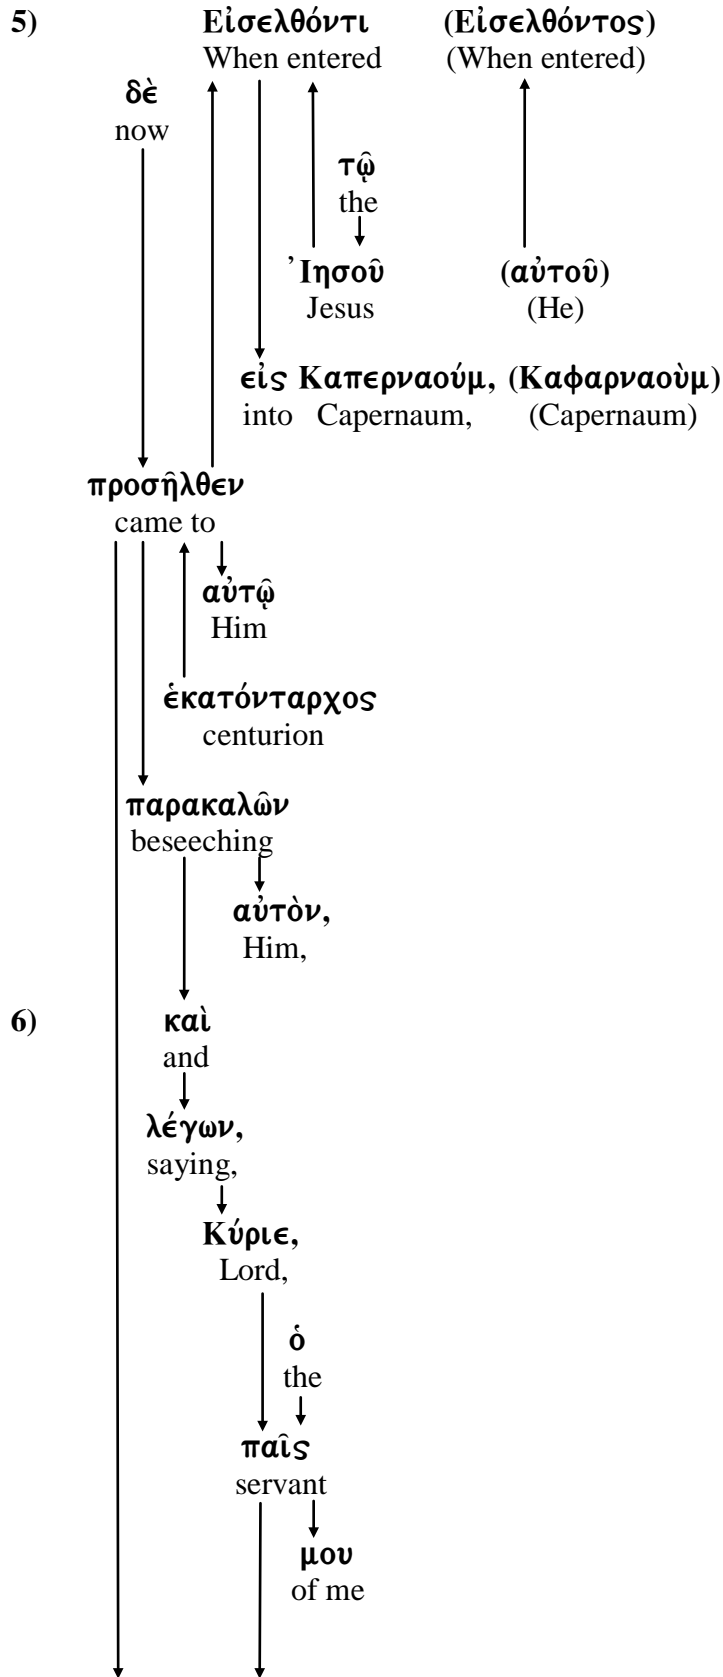 5) Εἰσελθόντι (Εἰσελθόντος)
When entered (When entered)
δὲ
now
τῷ
the
Ἰησοῦ (αὐτοῦ)
Jesus (He)
εἰς Καπερναούμ, (Καφαρναοὺμ)
into Capernaum, (Capernaum)
προσῆλθεν
came to
αὐτῷ
Him
ἑκατόνταρχος
centurion
παρακαλῶν
beseeching
αὐτὸν,
Him,
6) καὶ
and
λέγων,
saying,
Κύριε,
Lord,
ὁ
the
παῖς
servant
μου
of me